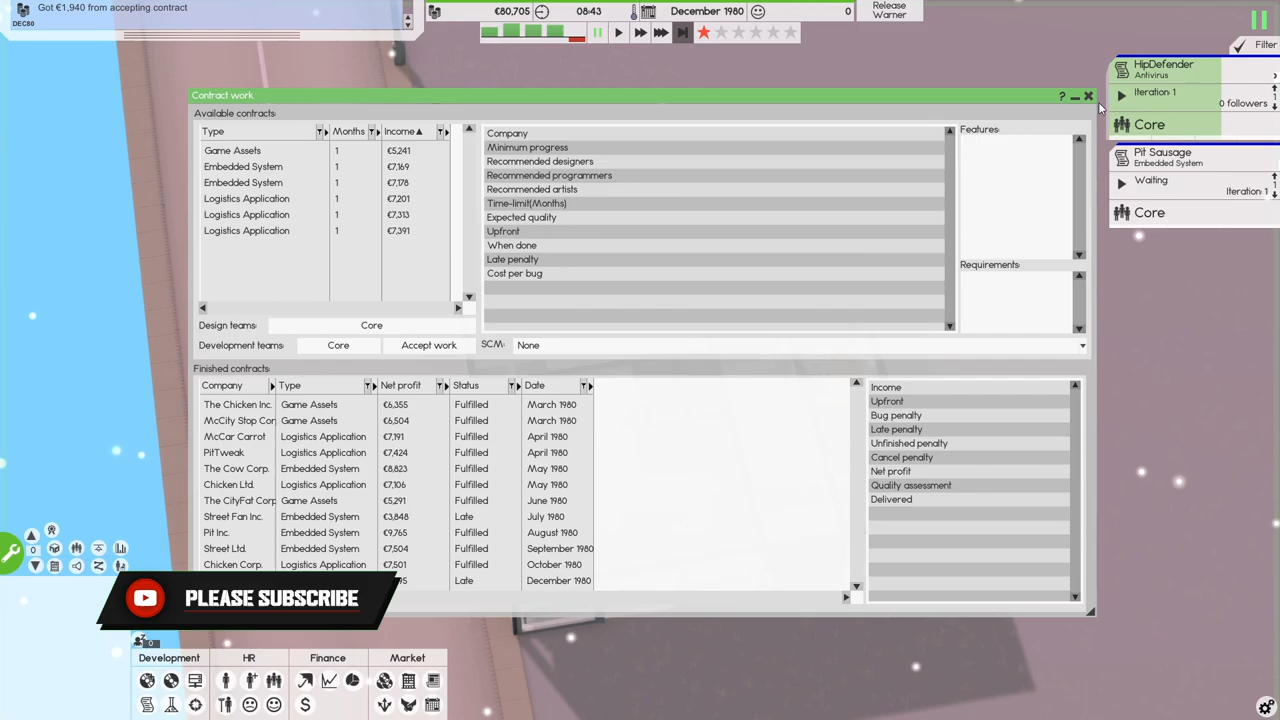 Got €1,940 from accepting contract
DEC80
€80,705
08:43
December 1980
0
Release
Warner
Filter
HipDefender
Antivirus
Iteration: 1
1
0 followers
Core
Pit Sausage
Embedded System
Waiting
1
Iteration: 1
Core
Contract work
?
Available contracts:
Type Months Income▲
Game Assets 1 €5,241
Embedded System 1 €7,169
Embedded System 1 €7,178
Logistics Application 1 €7,201
Logistics Application 1 €7,313
Logistics Application 1 €7,391
Company
Minimum progress
Recommended designers
Recommended programmers
Recommended artists
Time-limit(Months)
Expected quality
Upfront
When done
Late penalty
Cost per bug
Features:
Requirements:
Design teams: Core
Development teams: Core Accept work SCM: None
Finished contracts:
Company Type Net profit Status Date
The Chicken Inc. Game Assets €6,355 Fulfilled March 1980
McCity Stop Cor Game Assets €6,504 Fulfilled March 1980
McCar Carrot Logistics Application €7,191 Fulfilled April 1980
PitTweak Logistics Application €7,424 Fulfilled April 1980
The Cow Corp. Embedded System €8,823 Fulfilled May 1980
Chicken Ltd. Logistics Application €7,106 Fulfilled May 1980
The CityFat Corp Game Assets €5,291 Fulfilled June 1980
Street Fan Inc. Embedded System €3,848 Late July 1980
Pit Inc. Embedded System €9,765 Fulfilled August 1980
Street Ltd. Embedded System €7,504 Fulfilled September 1980
Chicken Corp. Logistics Application €7,501 Fulfilled October 1980
Late December 1980
Income
Upfront
Bug penalty
Late penalty
Unfinished penalty
Cancel penalty
Net profit
Quality assessment
Delivered
0
PLEASE SUBSCRIBE
Development HR Finance Market
$